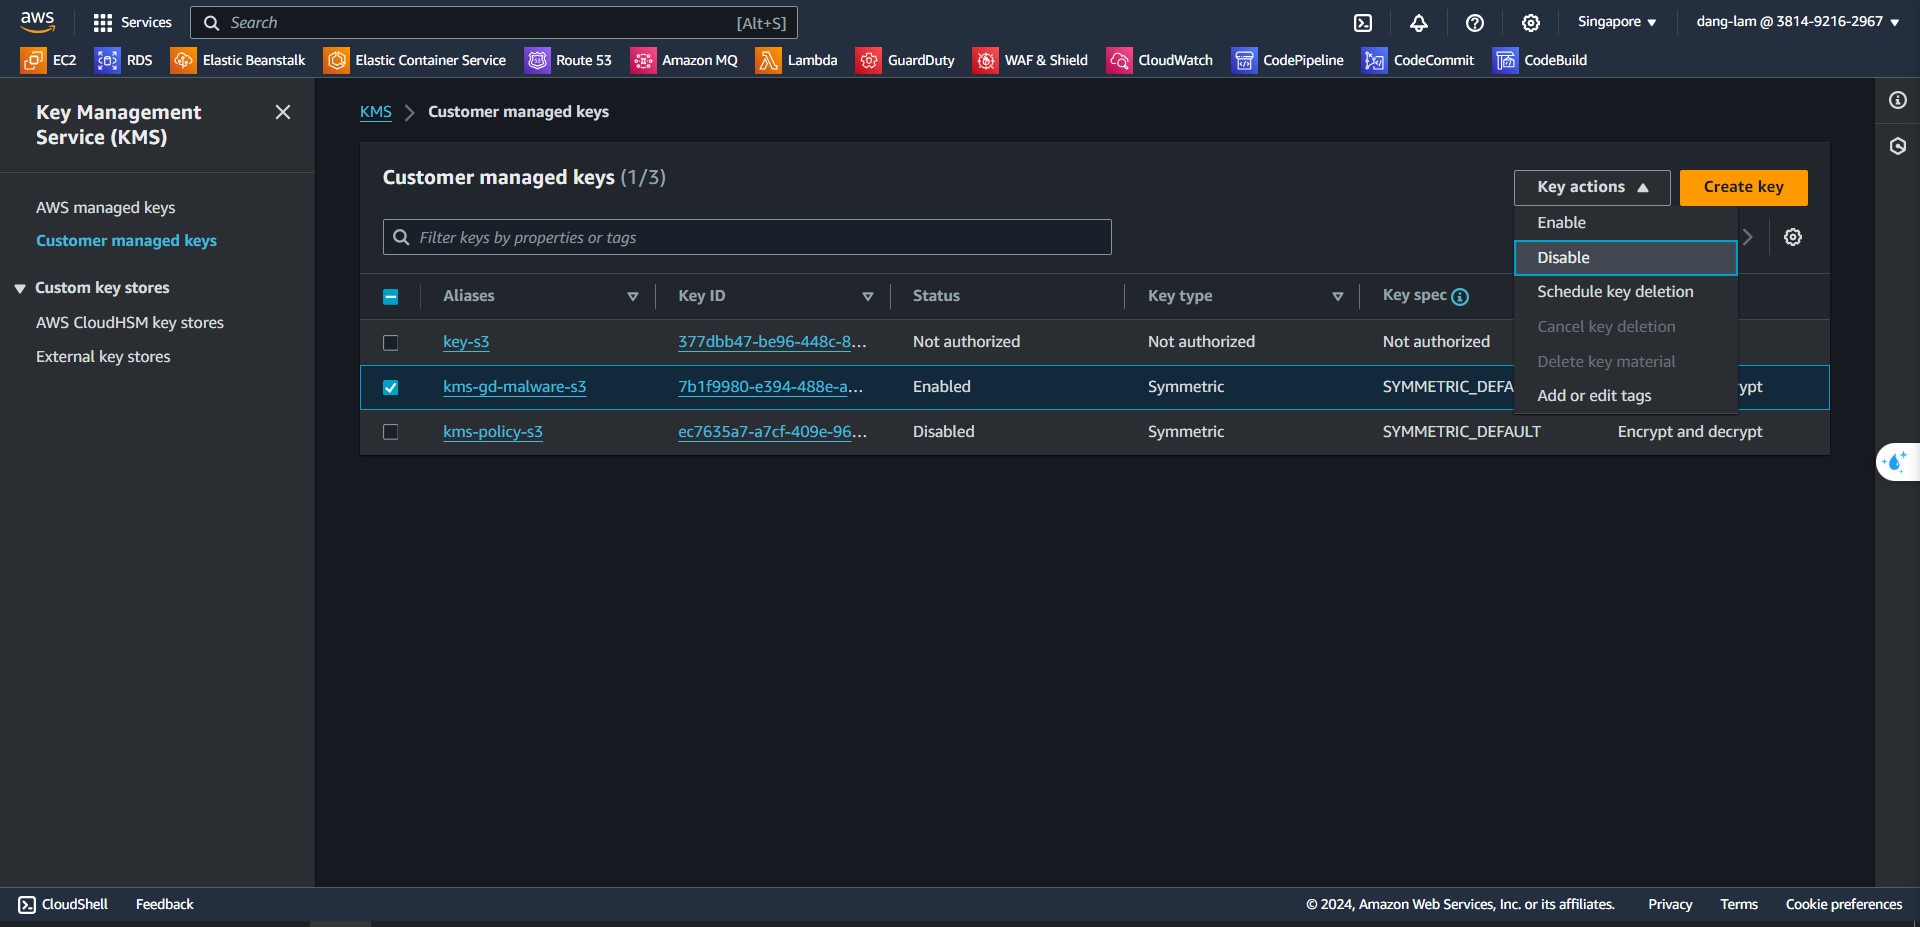 aws
Services
Search
[Alt+S]
Singapore
dang-lam @ 3814-9216-2967
EC2
RDS
Elastic Beanstalk
Elastic Container Service
Route 53
Amazon MQ
Lambda
GuardDuty
WAF & Shield
CloudWatch
CodePipeline
CodeCommit
CodeBuild
Key Management
Service (KMS)
AWS managed keys
Customer managed keys
Custom key stores
AWS CloudHSM key stores
External key stores
KMS
Customer managed keys
Customer managed keys (1/3)
Key actions
Create key
Filter keys by properties or tags
Enable
Disable
Schedule key deletion
Cancel key deletion
Delete key material
Add or edit tags
Aliases
Key ID
Status
Key type
Key spec
key-s3
377dbb47-be96-448c-8...
Not authorized
Not authorized
Not authorized
kms-gd-malware-s3
7b1f9980-e394-488e-a...
Enabled
Symmetric
SYMMETRIC_DEFA
ypt
kms-policy-s3
ec7635a7-a7cf-409e-96...
Disabled
Symmetric
SYMMETRIC_DEFAULT
Encrypt and decrypt
CloudShell
Feedback
© 2024, Amazon Web Services, Inc. or its affiliates.
Privacy
Terms
Cookie preferences